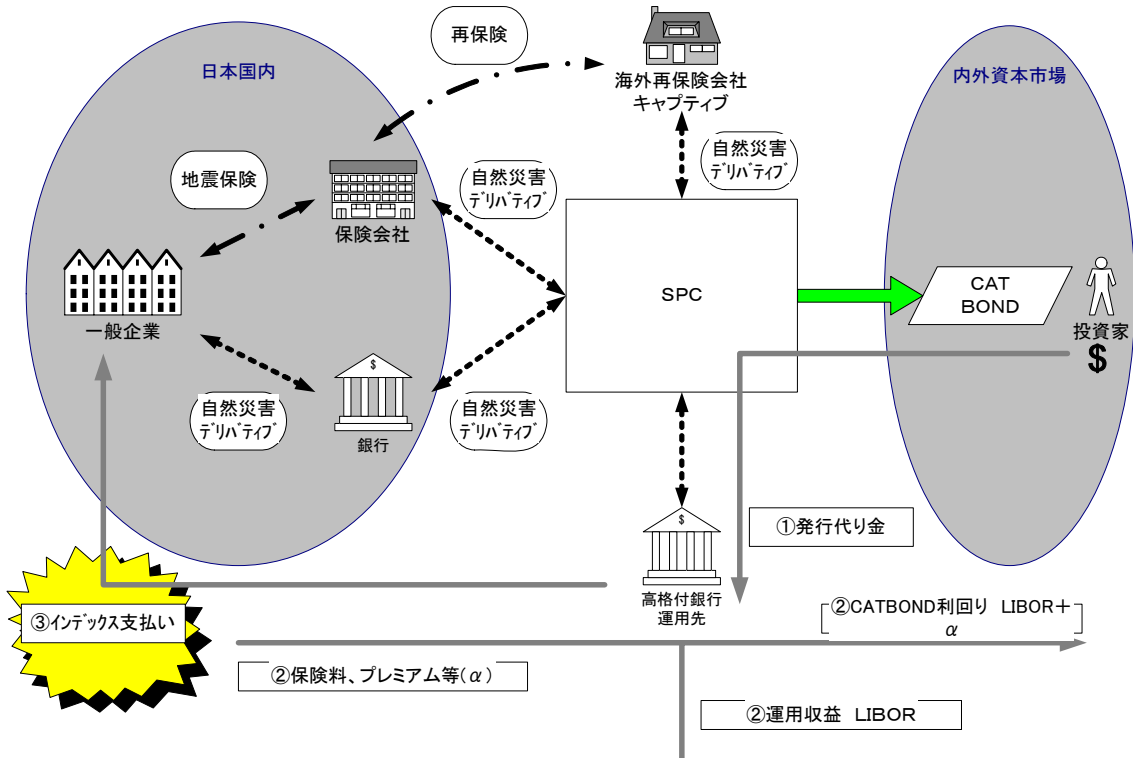 再保険
日本国内
海外再保険会社
キャプティブ
内外資本市場
地震保険
自然災害
ﾃﾞﾘﾊﾞﾃｨﾌﾞ
自然災害
ﾃﾞﾘﾊﾞﾃｨﾌﾞ
保険会社
SPC
CAT
BOND
一般企業
投資家
$
$
自然災害
ﾃﾞﾘﾊﾞﾃｨﾌﾞ
銀行
自然災害
ﾃﾞﾘﾊﾞﾃｨﾌﾞ
$
①発行代り金
高格付銀行
運用先
③ｲﾝﾃﾞｯｸｽ支払い
②CATBOND利回り LIBOR＋
α
②保険料、プレミアム等(α)
②運用収益 LIBOR